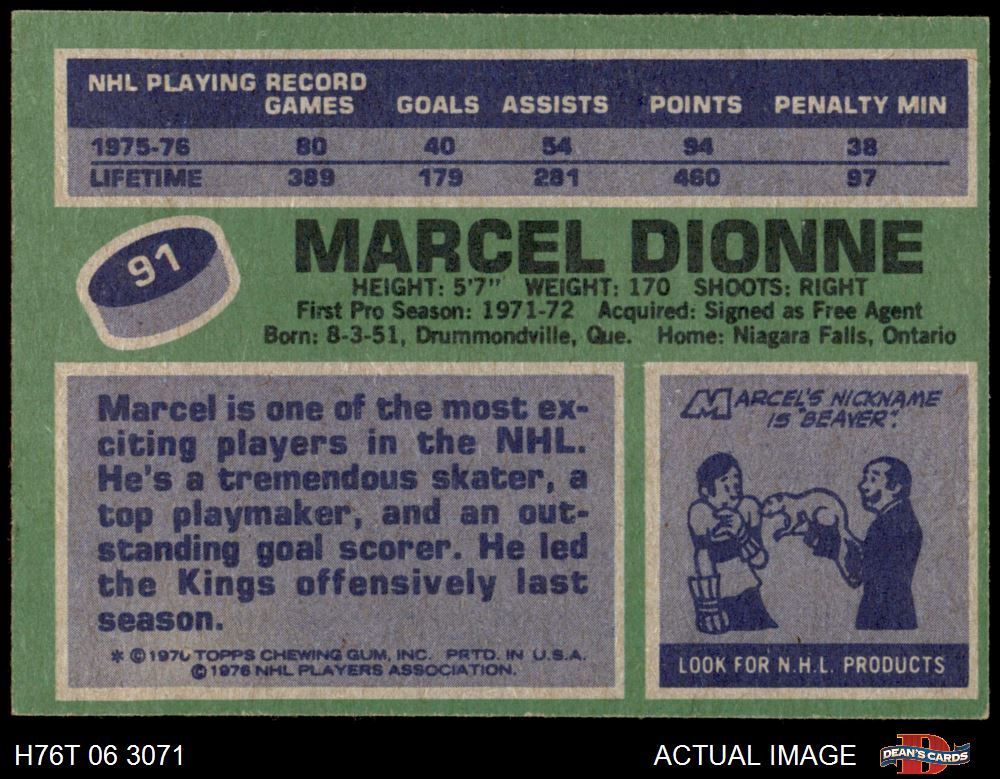 NHL PLAYING RECORD
GAMES GOALS ASSISTS POINTS PENALTY MIN
1975-76 80 40 54 94 38
LIFETIME 389 179 281 460 97
91
MARCEL DIONNE
HEIGHT: 5'7" WEIGHT: 170 SHOOTS: RIGHT
First Pro Season: 1971-72 Acquired: Signed as Free Agent
Born: 8-3-51, Drummondville, Que. Home: Niagara Falls, Ontario
Marcel is one of the most ex-
citing players in the NHL.
He's a tremendous skater, a
top playmaker, and an out-
standing goal scorer. He led
the Kings offensively last
season.
* © 1976 TOPPS CHEWING GUM, INC. PRTD. IN U.S.A.
© 1976 NHL PLAYERS ASSOCIATION.
MARCEL'S NICKNAME
IS "BEAVER".
LOOK FOR N.H.L. PRODUCTS
H76T 06 3071
ACTUAL IMAGE
DEAN'S CARDS